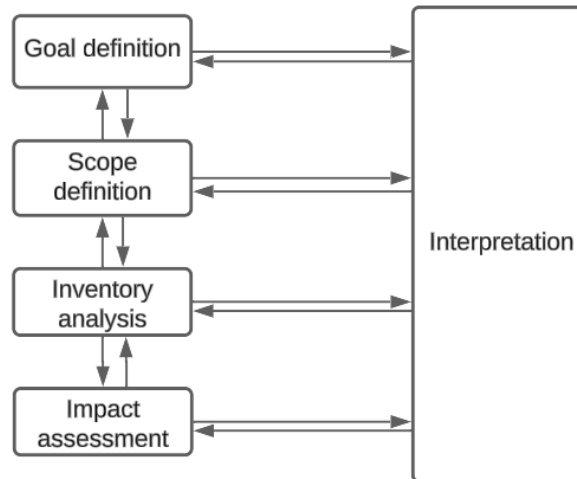 Goal definition
Scope
definition
Inventory
analysis
Impact
assessment
Interpretation